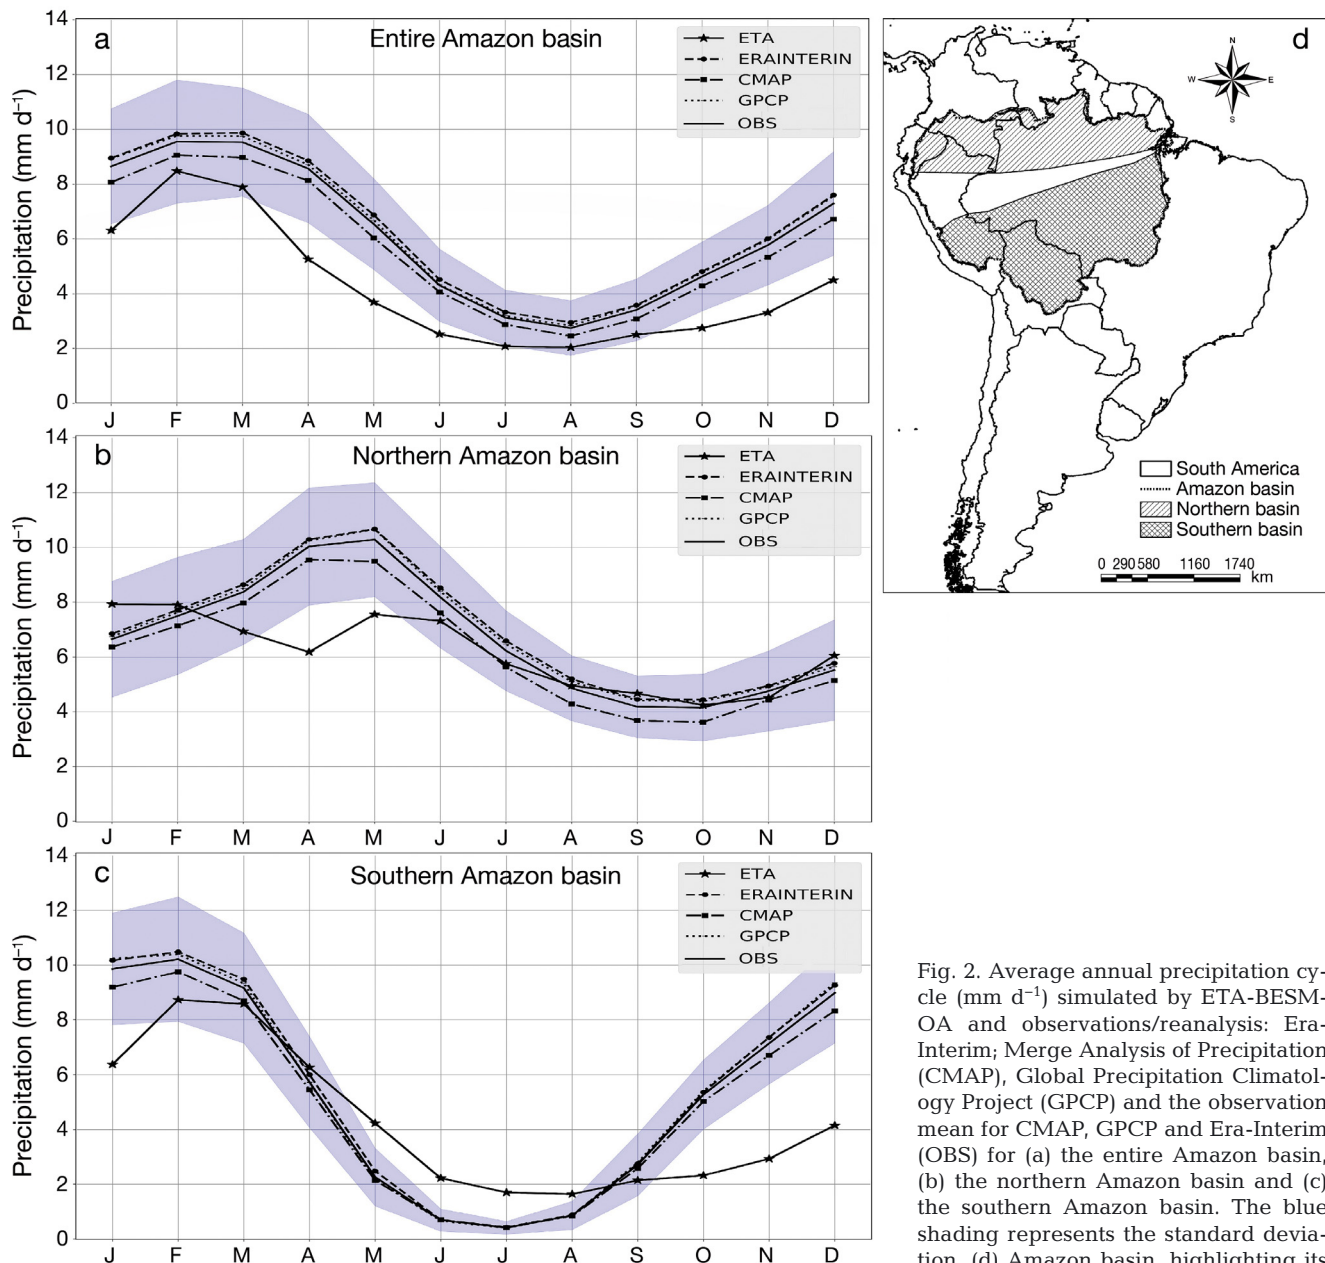 a
Entire Amazon basin
ETA
ERAINTERIN
CMAP
GPCP
OBS
Precipitation (mm d⁻¹)
14
12
10
8
6
4
2
0
J F M A M J J A S O N D
b
Northern Amazon basin
ETA
ERAINTERIN
CMAP
GPCP
OBS
Precipitation (mm d⁻¹)
14
12
10
8
6
4
2
0
J F M A M J J A S O N D
c
Southern Amazon basin
ETA
ERAINTERIN
CMAP
GPCP
OBS
Precipitation (mm d⁻¹)
14
12
10
8
6
4
2
0
J F M A M J J A S O N D
d
N
W E
S
South America
Amazon basin
Northern basin
Southern basin
0 290 580 1160 1740
km
Fig. 2. Average annual precipitation cy-
cle (mm d⁻¹) simulated by ETA-BESM-
OA and observations/reanalysis: Era-
Interim; Merge Analysis of Precipitation
(CMAP), Global Precipitation Climatol-
ogy Project (GPCP) and the observation
mean for CMAP, GPCP and Era-Interim
(OBS) for (a) the entire Amazon basin,
(b) the northern Amazon basin and (c)
the southern Amazon basin. The blue
shading represents the standard devia-
tion. (d) Amazon basin, highlighting its